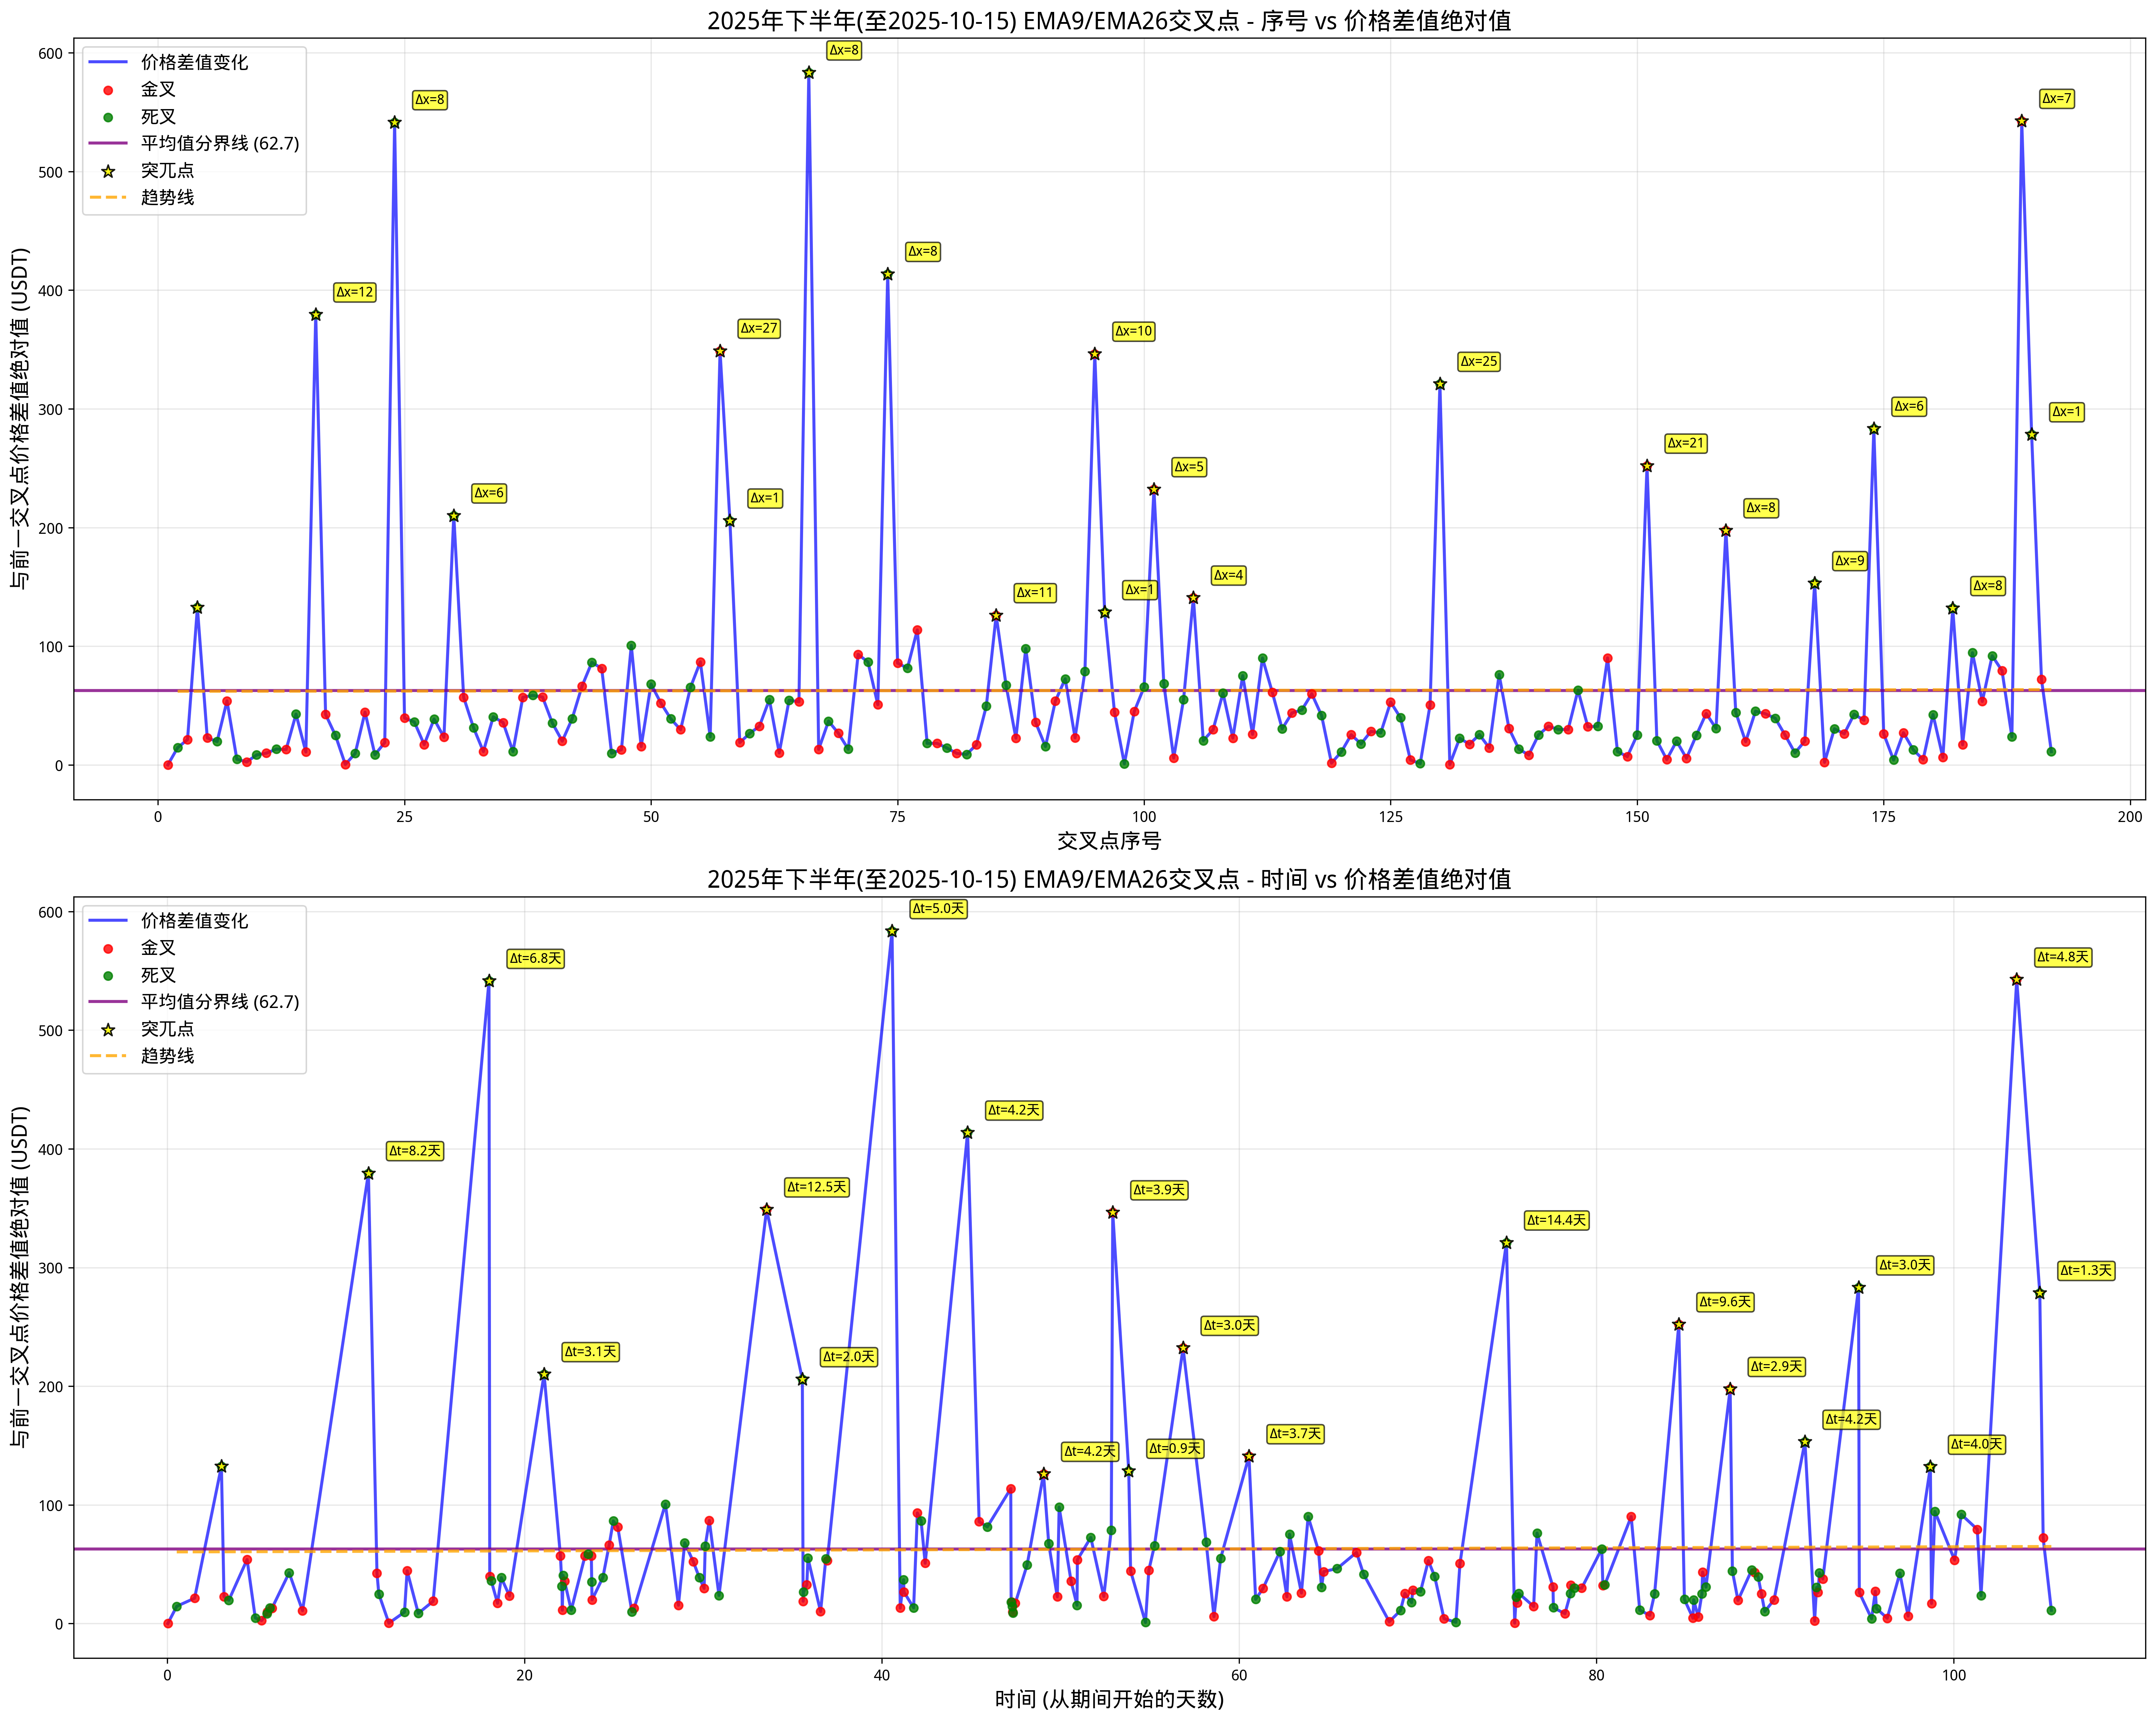 2025年下半年(至2025-10-15) EMA9/EMA26交叉点 - 序号 vs 价格差值绝对值
与前一交叉点价格差值绝对值 (USDT)
600
500
400
300
200
100
0
价格差值变化
金叉
死叉
平均值分界线 (62.7)
突兀点
趋势线
Δx=12
Δx=8
Δx=6
Δx=27
Δx=1
Δx=8
Δx=8
Δx=11
Δx=10
Δx=1
Δx=5
Δx=4
Δx=25
Δx=21
Δx=8
Δx=9
Δx=6
Δx=8
Δx=7
Δx=1
0
25
50
75
100
125
150
175
200
交叉点序号
2025年下半年(至2025-10-15) EMA9/EMA26交叉点 - 时间 vs 价格差值绝对值
与前一交叉点价格差值绝对值 (USDT)
600
500
400
300
200
100
0
价格差值变化
金叉
死叉
平均值分界线 (62.7)
突兀点
趋势线
Δt=8.2天
Δt=6.8天
Δt=3.1天
Δt=12.5天
Δt=2.0天
Δt=5.0天
Δt=4.2天
Δt=4.2天
Δt=3.9天
Δt=0.9天
Δt=3.0天
Δt=3.7天
Δt=14.4天
Δt=9.6天
Δt=2.9天
Δt=4.2天
Δt=3.0天
Δt=4.0天
Δt=4.8天
Δt=1.3天
0
20
40
60
80
100
时间 (从期间开始的天数)